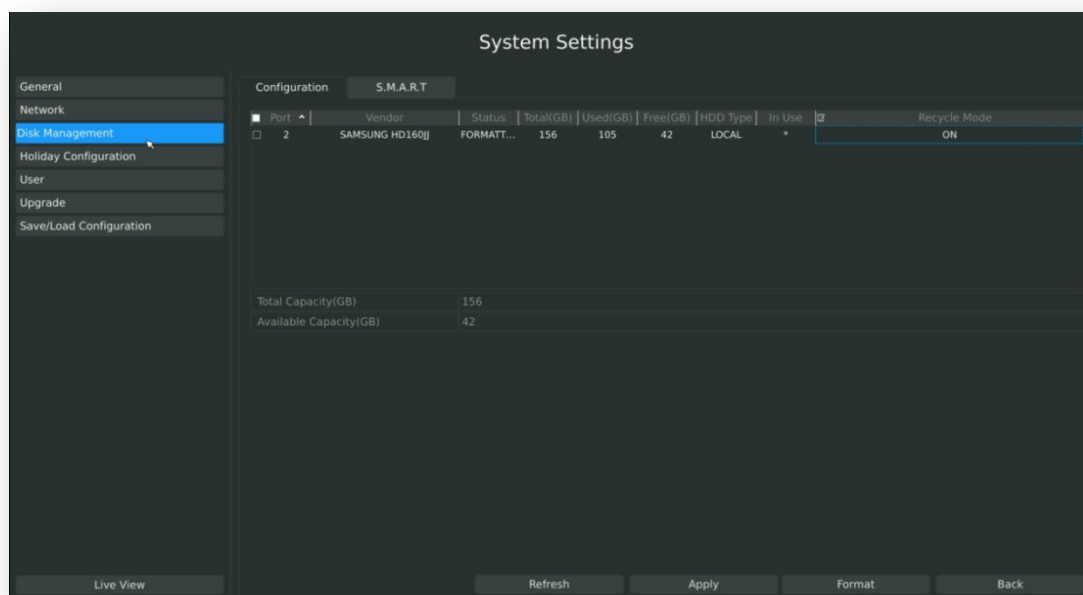 System Settings
General
Network
Disk Management
Holiday Configuration
User
Upgrade
Save/Load Configuration
Configuration S.M.A.R.T
Port Vendor Status Total(GB) Used(GB) Free(GB) HDD Type In Use Recycle Mode
2 SAMSUNG HD160JJ FORMATT... 156 105 42 LOCAL * ON
Total Capacity(GB) 156
Available Capacity(GB) 42
Live View Refresh Apply Format Back